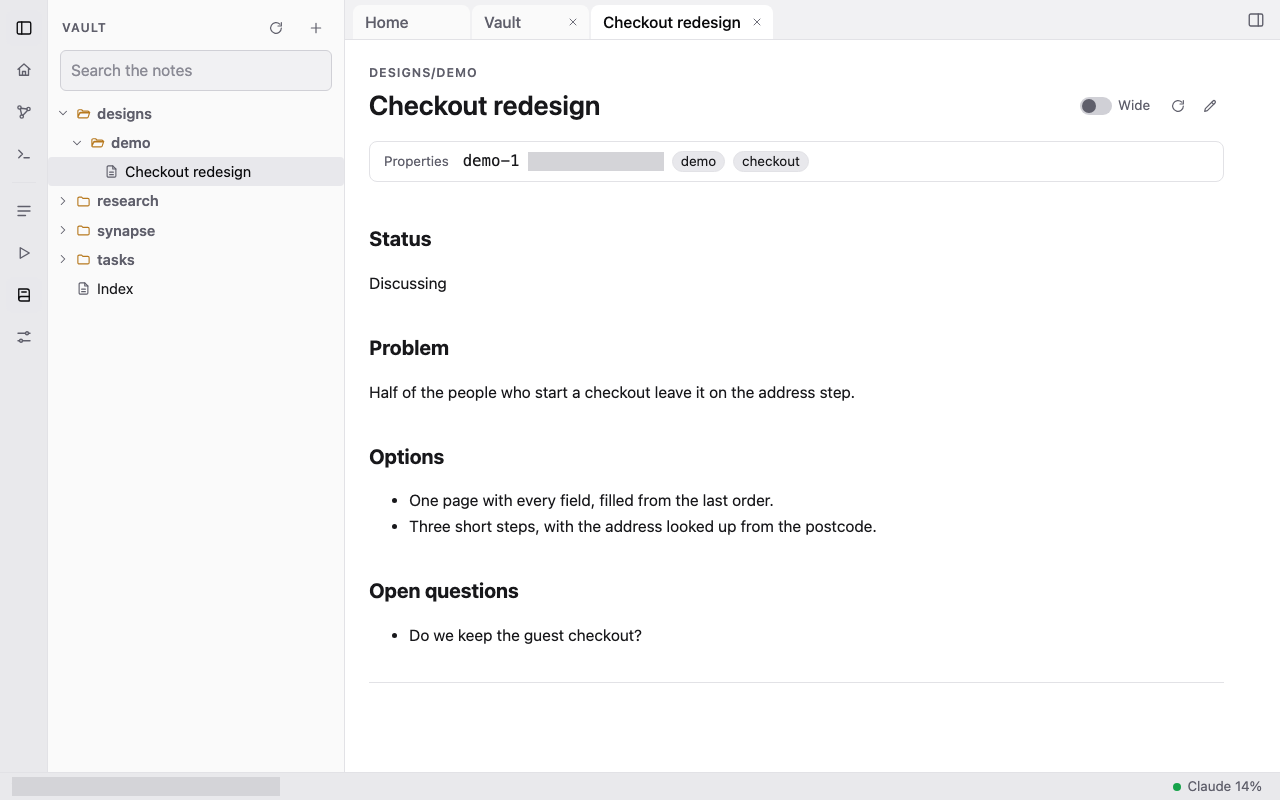 VAULT
Search the notes
designs
demo
Checkout redesign
research
synapse
tasks
Index
Home
Vault
Checkout redesign
DESIGNS/DEMO
Checkout redesign
Wide
Properties demo-1 demo checkout
Status
Discussing
Problem
Half of the people who start a checkout leave it on the address step.
Options
• One page with every field, filled from the last order.
• Three short steps, with the address looked up from the postcode.
Open questions
• Do we keep the guest checkout?
Claude 14%